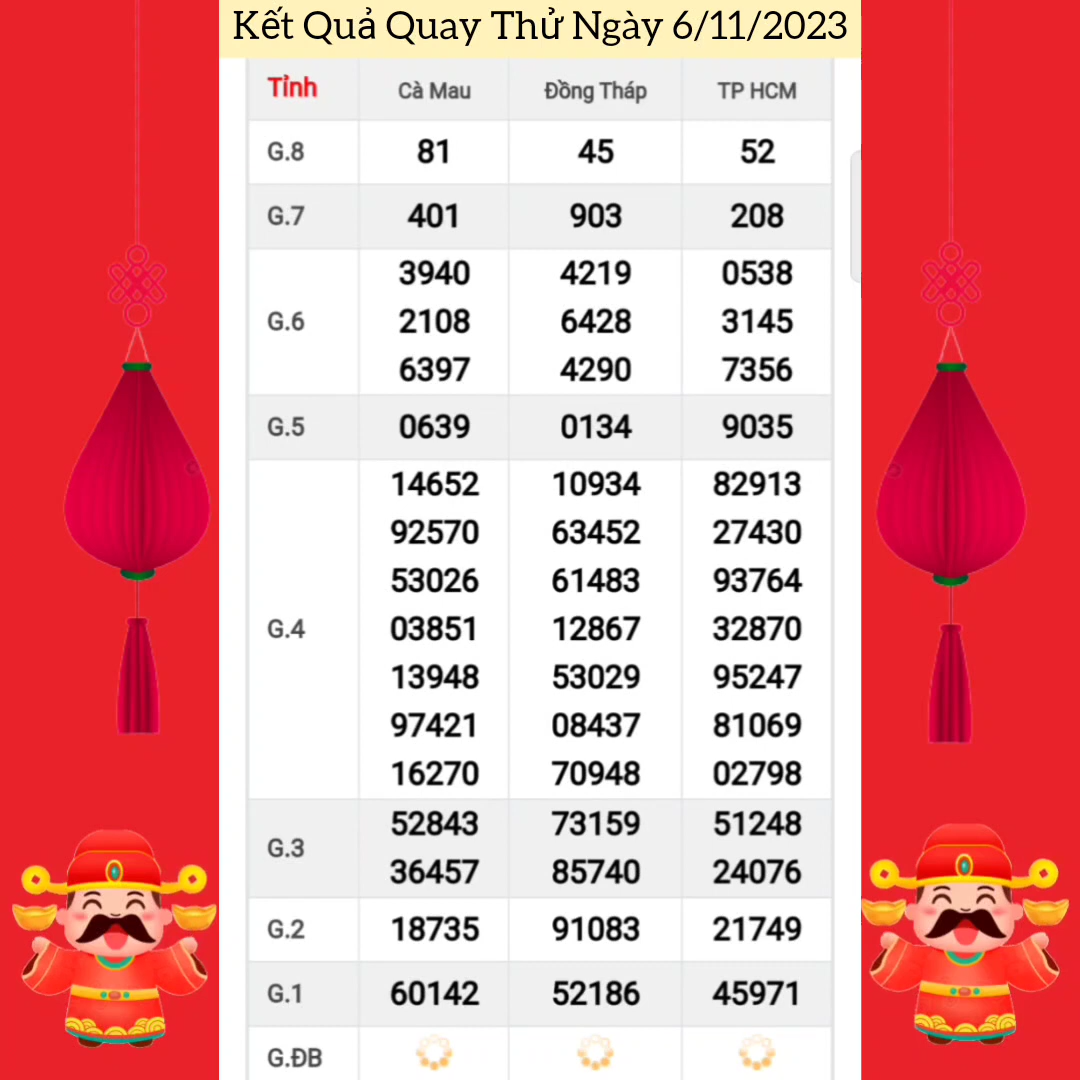 Kết Quả Quay Thử Ngày 6/11/2023
Tỉnh Cà Mau Đồng Tháp TP HCM
G.8 81 45 52
G.7 401 903 208
3940 4219 0538
G.6 2108 6428 3145
6397 4290 7356
G.5 0639 0134 9035
14652 10934 82913
92570 63452 27430
53026 61483 93764
G.4 03851 12867 32870
13948 53029 95247
97421 08437 81069
16270 70948 02798
52843 73159 51248
G.3
36457 85740 24076
G.2 18735 91083 21749
G.1 60142 52186 45971
G.ĐB